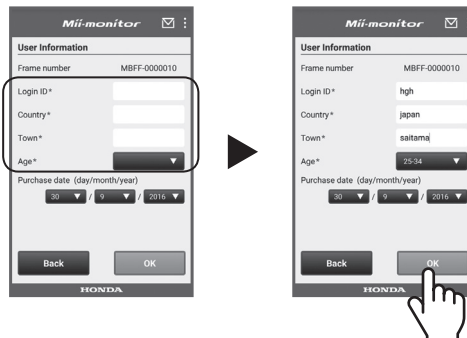 Mii-monitor
User Information
Frame number MBFF-0000010
Login ID*
Country*
Town*
Age*
Purchase date (day/month/year)
30 / 9 / 2016
Back OK
HONDA
Mii-monitor
User Information
Frame number MBFF-0000010
Login ID* hgh
Country* japan
Town* saitama
Age* 25-34
Purchase date (day/month/year)
30 / 9 / 2016
Back OK
HONDA